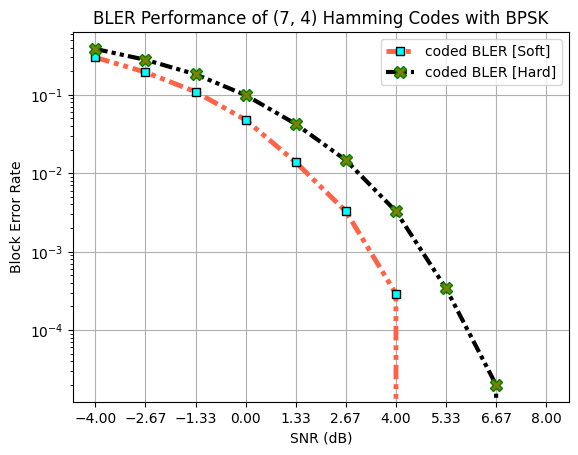 BLER Performance of (7, 4) Hamming Codes with BPSK
coded BLER [Soft]
coded BLER [Hard]
Block Error Rate
10⁻¹
10⁻²
10⁻³
10⁻⁴
−4.00 −2.67 −1.33 0.00 1.33 2.67 4.00 5.33 6.67 8.00
SNR (dB)